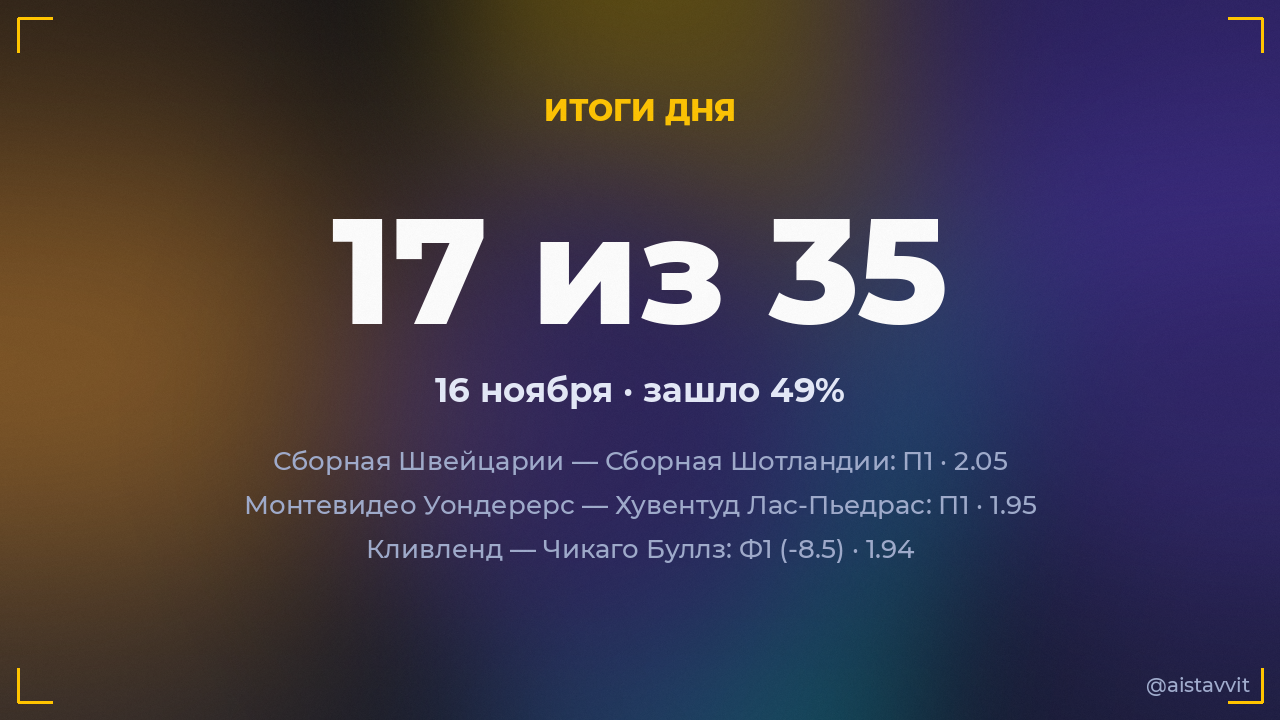 ИТОГИ ДНЯ
17 из 35
16 ноября · зашло 49%
Сборная Швейцарии — Сборная Шотландии: П1 · 2.05
Монтевидео Уондерерс — Хувентуд Лас-Пьедрас: П1 · 1.95
Кливленд — Чикаго Буллз: Ф1 (-8.5) · 1.94
@aistavvit